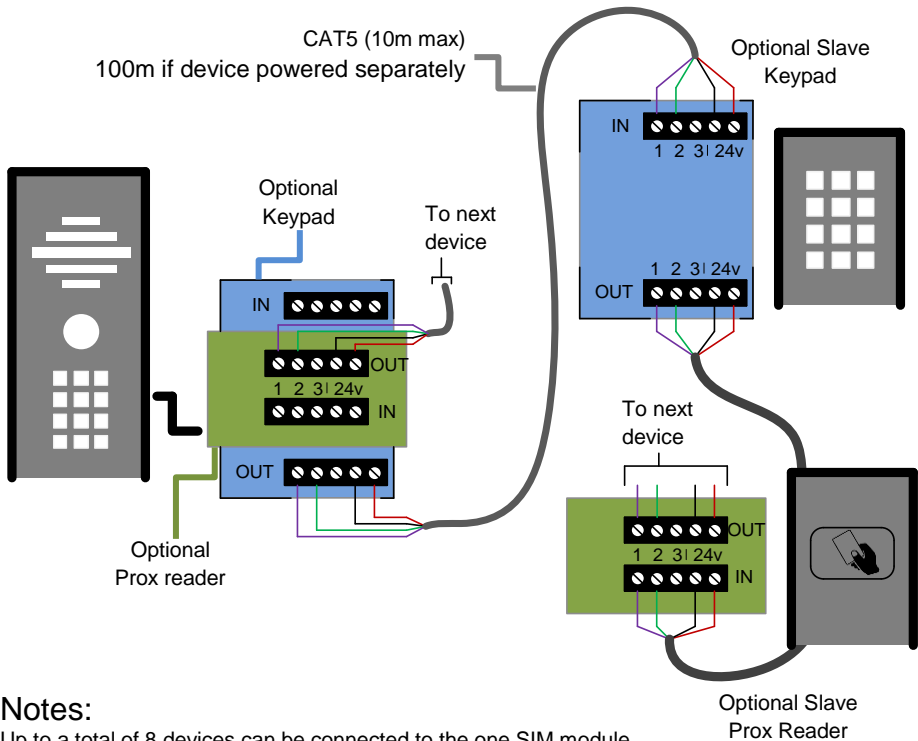 CAT5 (10m max)
100m if device powered separately
Optional Slave
Keypad
IN
1 2 3 24v
1 2 3 24v
OUT
Optional
Keypad
To next
device
IN
OUT
1 2 3 24v
IN
OUT
Optional
Prox reader
To next
device
OUT
1 2 3 24v
IN
Optional Slave
Prox Reader
Notes:
Up to a total of 8 devices can be connected to the one SIM module